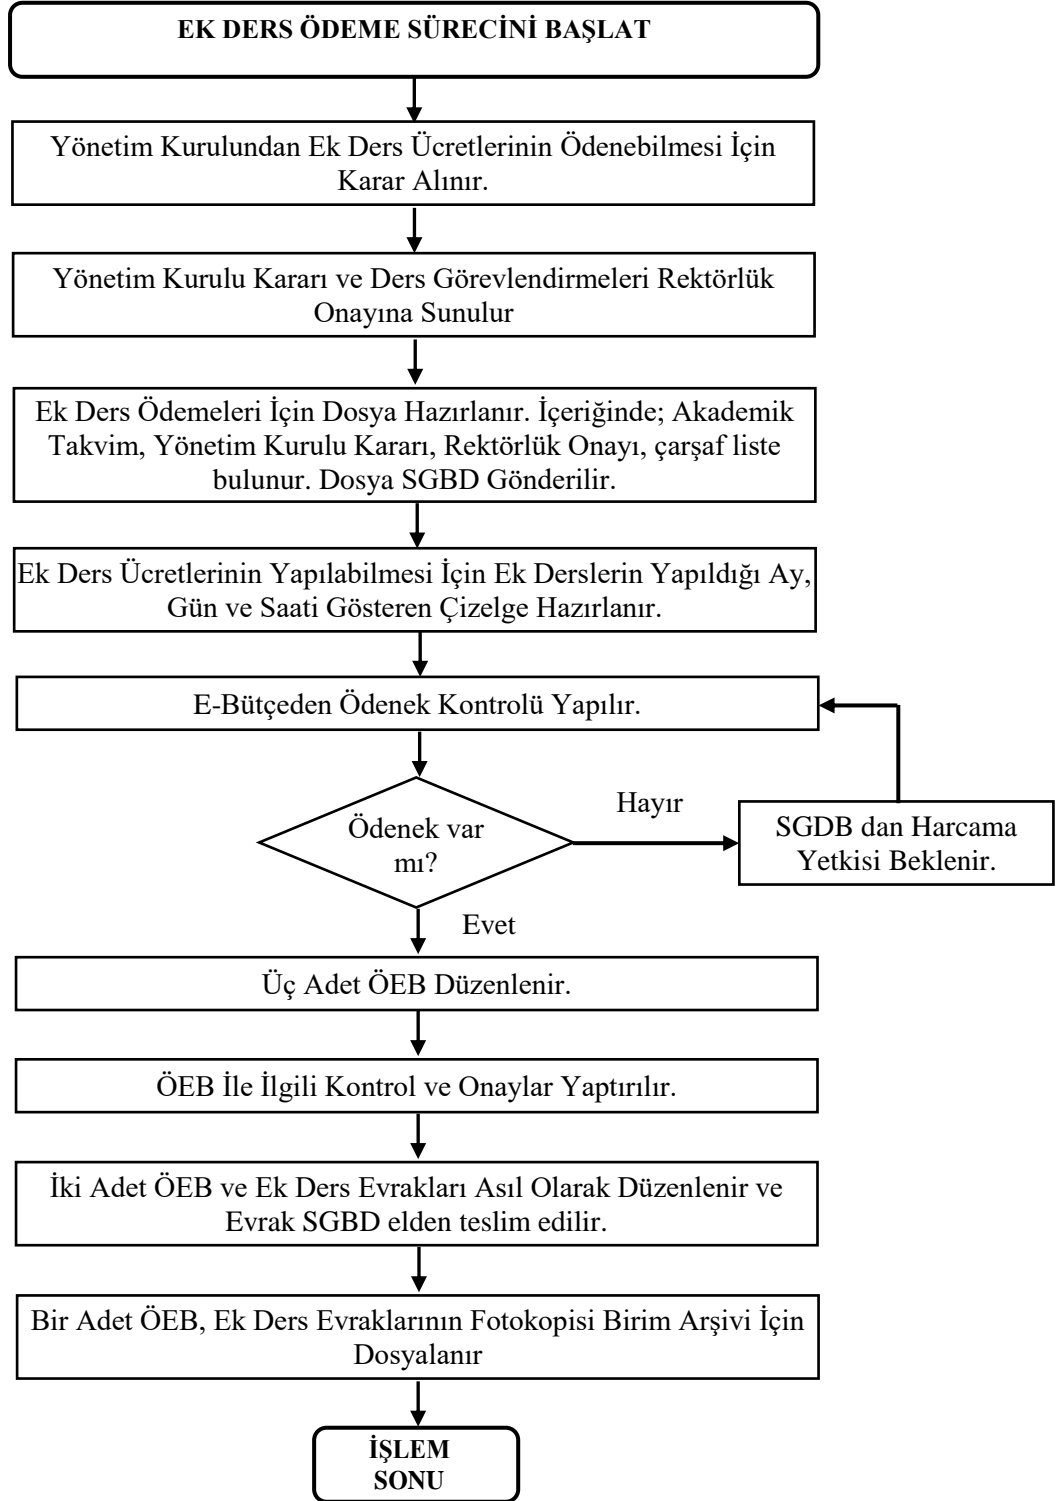 EK DERS ÖDEME SÜRECİNİ BAŞLAT
Yönetim Kurulundan Ek Ders Ücretlerinin Ödenebilmesi İçin
Karar Alınır.
Yönetim Kurulu Kararı ve Ders Görevlendirmeleri Rektörlük
Onayına Sunulur
Ek Ders Ödemeleri İçin Dosya Hazırlanır. İçeriğinde; Akademik
Takvim, Yönetim Kurulu Kararı, Rektörlük Onayı, çarşaf liste
bulunur. Dosya SGBD Gönderilir.
Ek Ders Ücretlerinin Yapılabilmesi İçin Ek Derslerin Yapıldığı Ay,
Gün ve Saati Gösteren Çizelge Hazırlanır.
E-Bütçeden Ödenek Kontrolü Yapılır.
Ödenek var
mı?
Hayır
SGDB dan Harcama
Yetkisi Beklenir.
Evet
Üç Adet ÖEB Düzenlenir.
ÖEB İle İlgili Kontrol ve Onaylar Yaptırılır.
İki Adet ÖEB ve Ek Ders Evrakları Asıl Olarak Düzenlenir ve
Evrak SGBD elden teslim edilir.
Bir Adet ÖEB, Ek Ders Evraklarının Fotokopisi Birim Arşivi İçin
Dosyalanır
İŞLEM
SONU